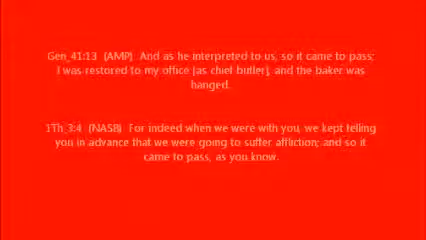 Gen_41:13 (AMP) And as he interpreted to us, so it came to pass;
I was restored to my office [as chief butler], and the baker was
hanged.
1Th_3:4 (NASB) For indeed when we were with you, we kept telling
you in advance that we were going to suffer affliction; and so it
came to pass, as you know.